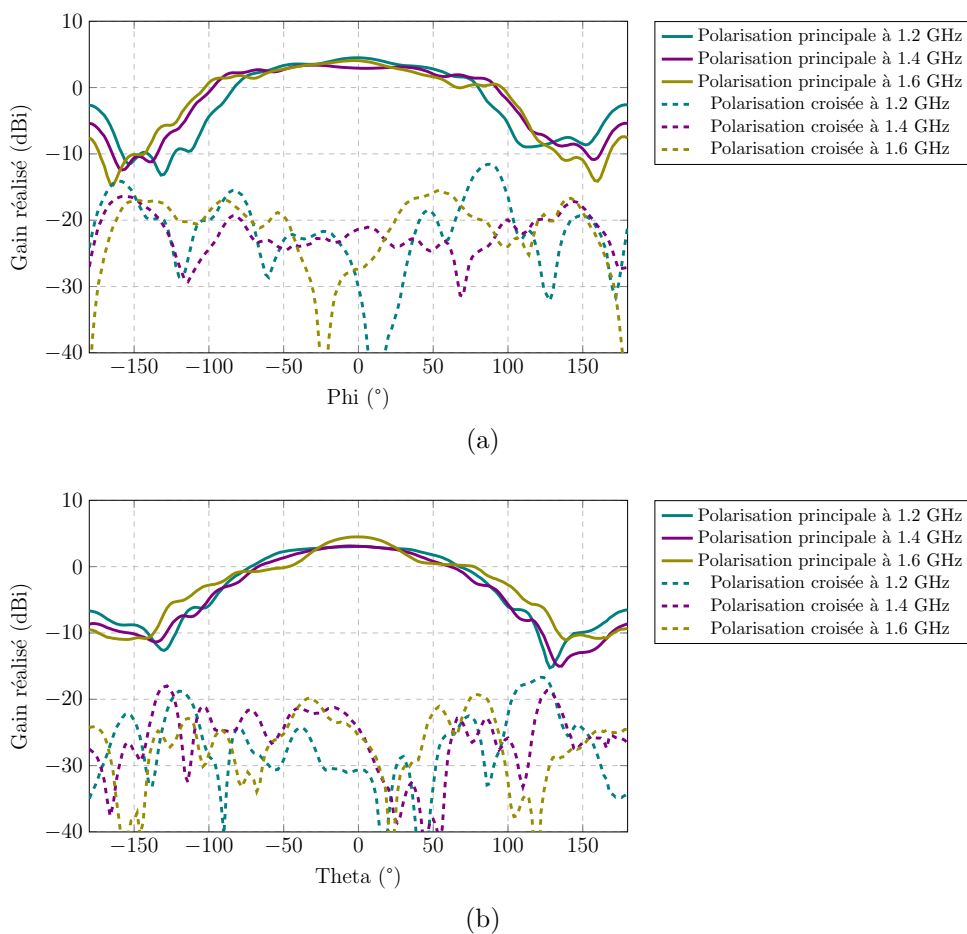 10
0
−10
−20
−30
−40
Gain réalisé (dBi)
−150
−100
−50
0
50
100
150
Phi (°)
Polarisation principale à 1.2 GHz
Polarisation principale à 1.4 GHz
Polarisation principale à 1.6 GHz
Polarisation croisée à 1.2 GHz
Polarisation croisée à 1.4 GHz
Polarisation croisée à 1.6 GHz
(a)
10
0
−10
−20
−30
−40
Gain réalisé (dBi)
−150
−100
−50
0
50
100
150
Theta (°)
Polarisation principale à 1.2 GHz
Polarisation principale à 1.4 GHz
Polarisation principale à 1.6 GHz
Polarisation croisée à 1.2 GHz
Polarisation croisée à 1.4 GHz
Polarisation croisée à 1.6 GHz
(b)